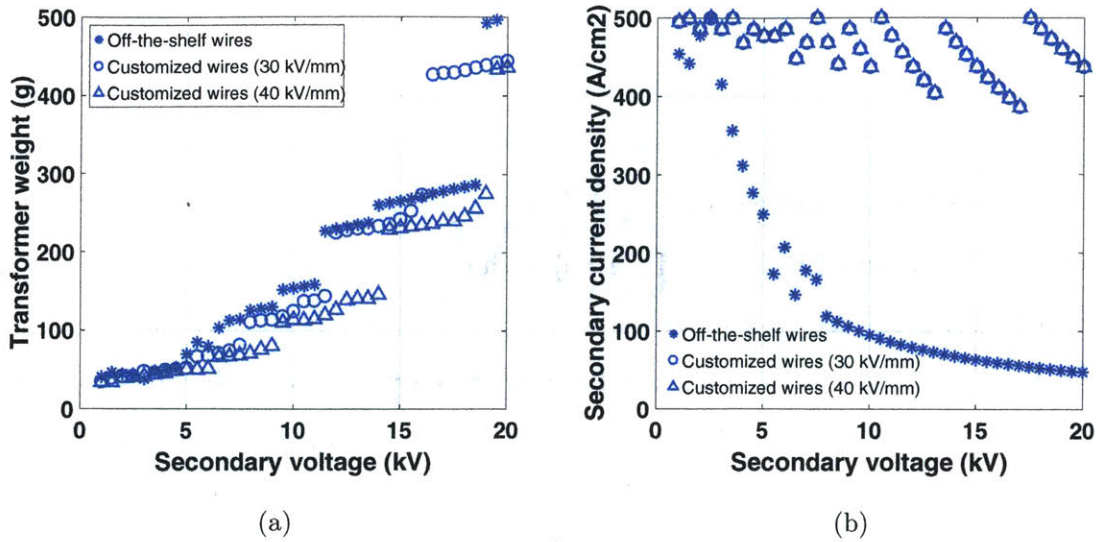 500
400
300
200
100
0
Transformer weight (g)
Off-the-shelf wires
Customized wires (30 kV/mm)
Customized wires (40 kV/mm)
0 5 10 15 20
Secondary voltage (kV)
(a)
500
400
300
200
100
0
Secondary current density (A/cm2)
Off-the-shelf wires
Customized wires (30 kV/mm)
Customized wires (40 kV/mm)
0 5 10 15 20
Secondary voltage (kV)
(b)